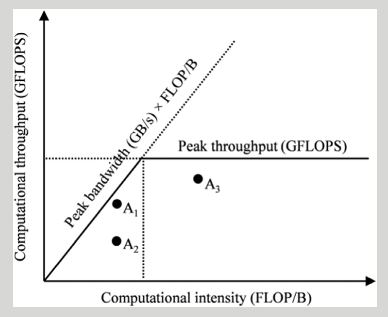 Computational throughput (GFLOPS)
Peak bandwidth (GB/s) × FLOP/B
Peak throughput (GFLOPS)
A3
A1
A2
Computational intensity (FLOP/B)